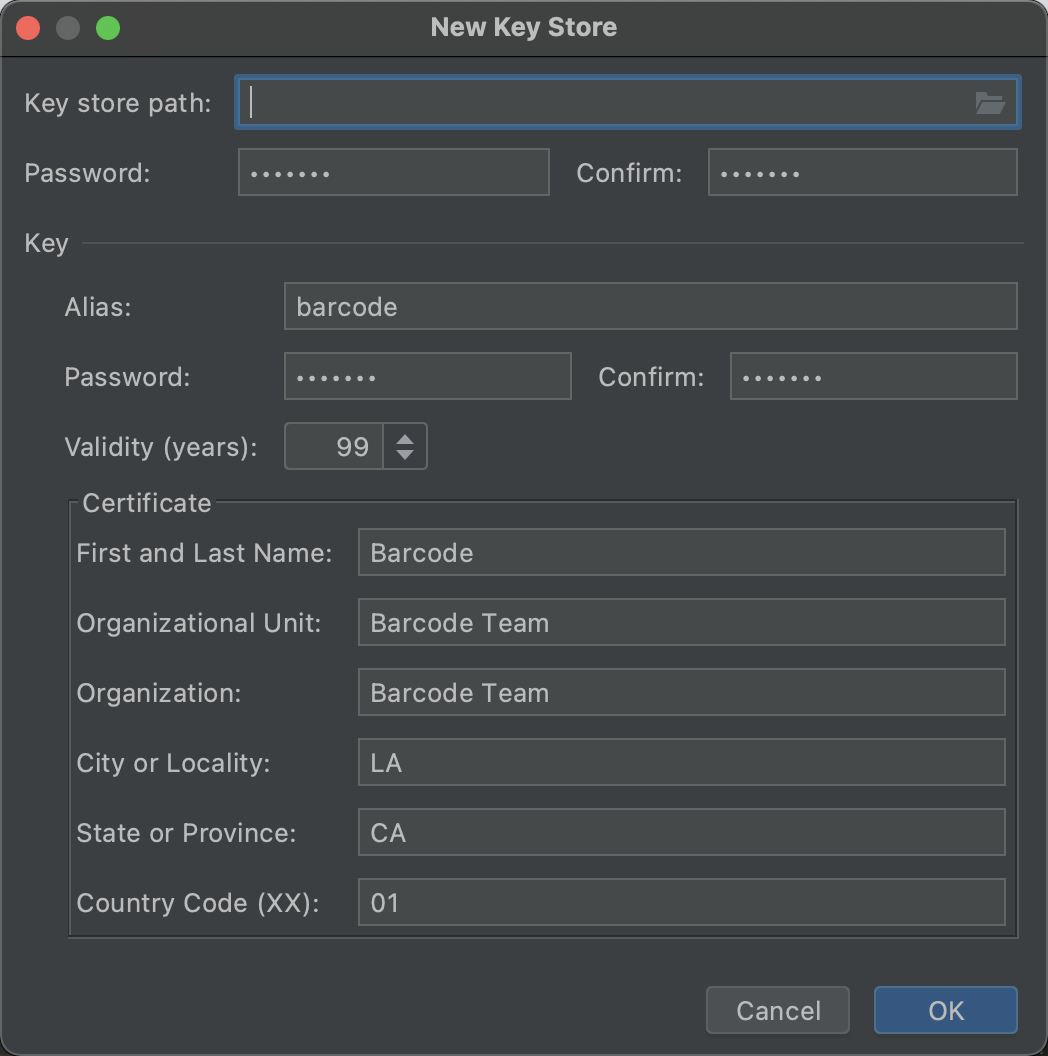 New Key Store
Key store path:
Password: ••••••• Confirm: •••••••
Key
Alias: barcode
Password: ••••••• Confirm: •••••••
Validity (years): 99
Certificate
First and Last Name: Barcode
Organizational Unit: Barcode Team
Organization: Barcode Team
City or Locality: LA
State or Province: CA
Country Code (XX): 01
Cancel OK